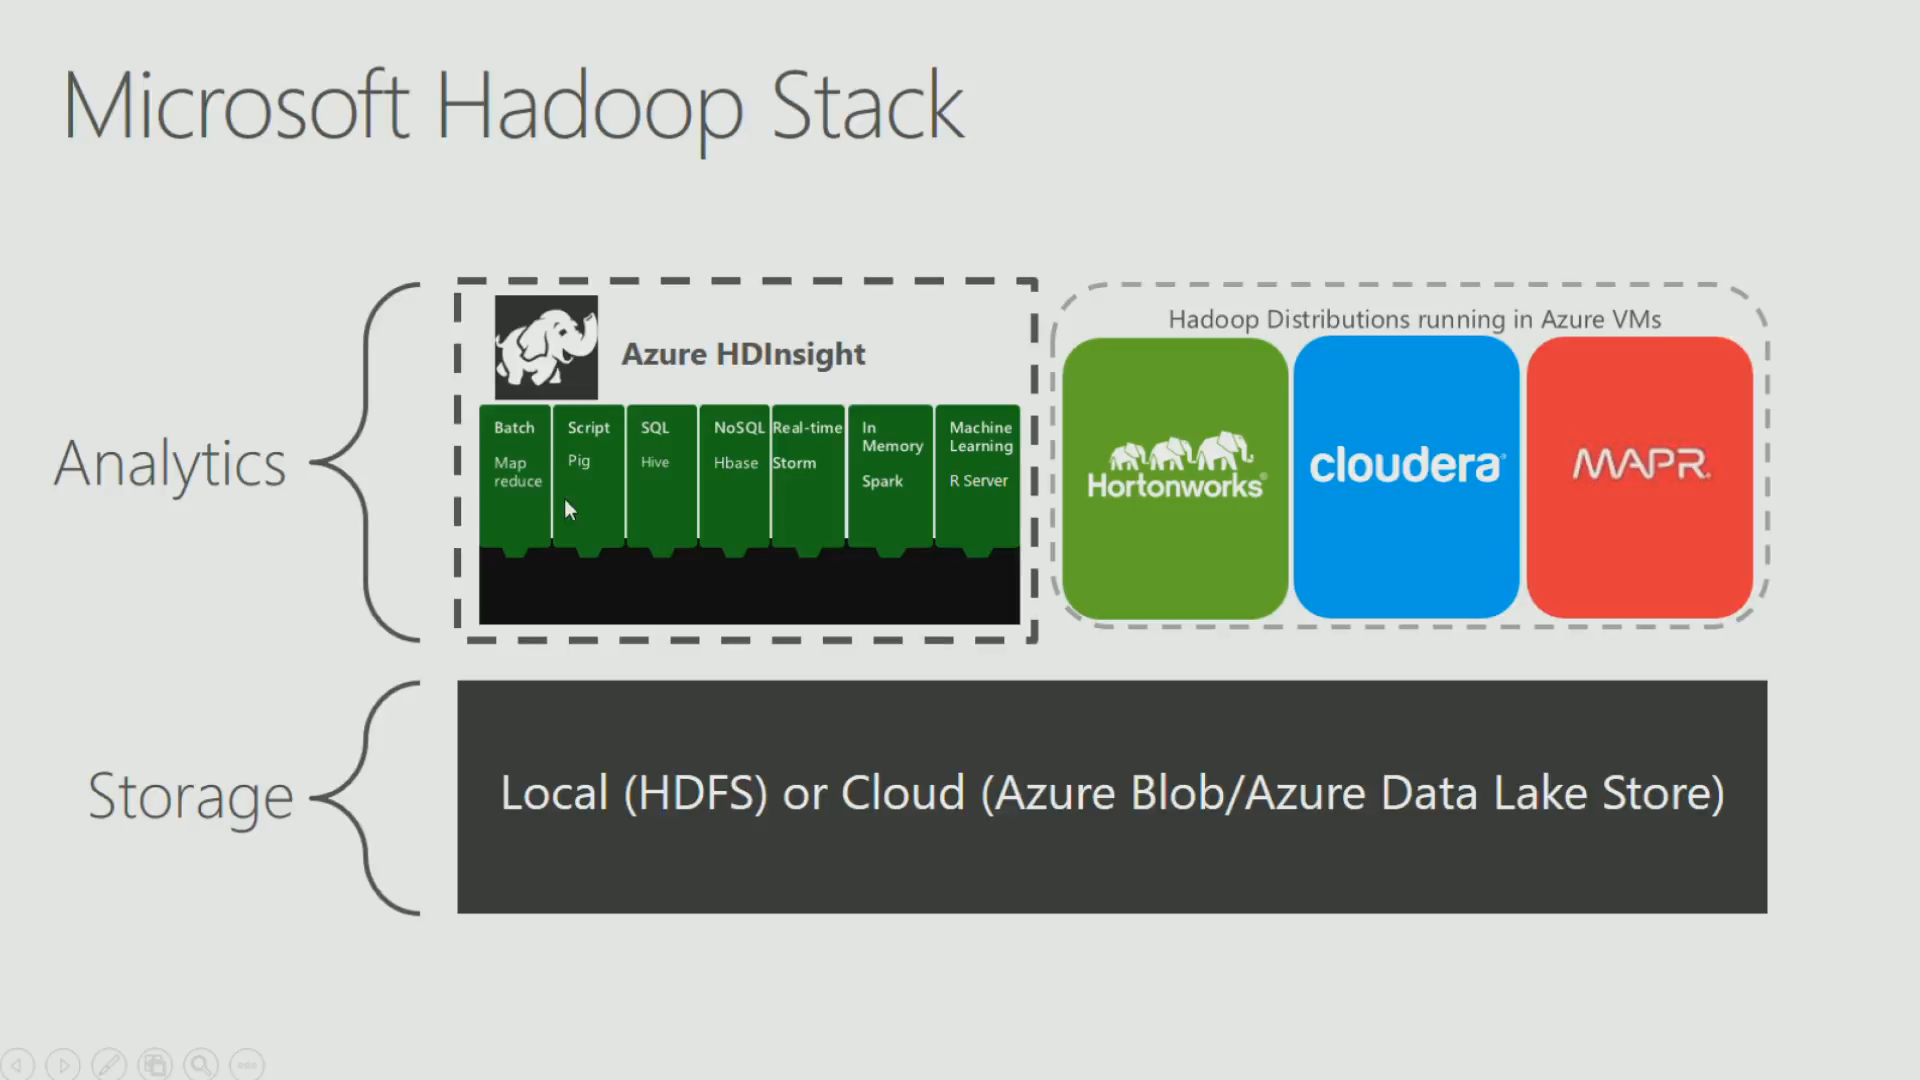 Microsoft Hadoop Stack
Analytics
Azure HDInsight
Batch
Map
reduce
Script
Pig
SQL
Hive
NoSQL
Hbase
Real-time
Storm
In
Memory
Spark
Machine
Learning
R Server
Hadoop Distributions running in Azure VMs
Hortonworks®
cloudera®
MAPR.
Storage
Local (HDFS) or Cloud (Azure Blob/Azure Data Lake Store)